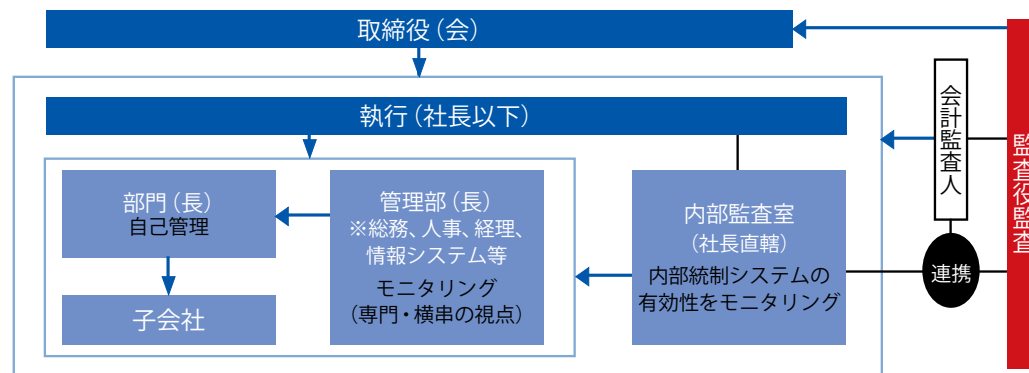 取締役（会）
執行（社長以下）
部門（長）
自己管理
子会社
管理部（長）
※総務、人事、経理、
情報システム等
モニタリング
（専門・横串の視点）
内部監査室
（社長直轄）
内部統制システムの
有効性をモニタリング
会計監査人
連携
監査役監査